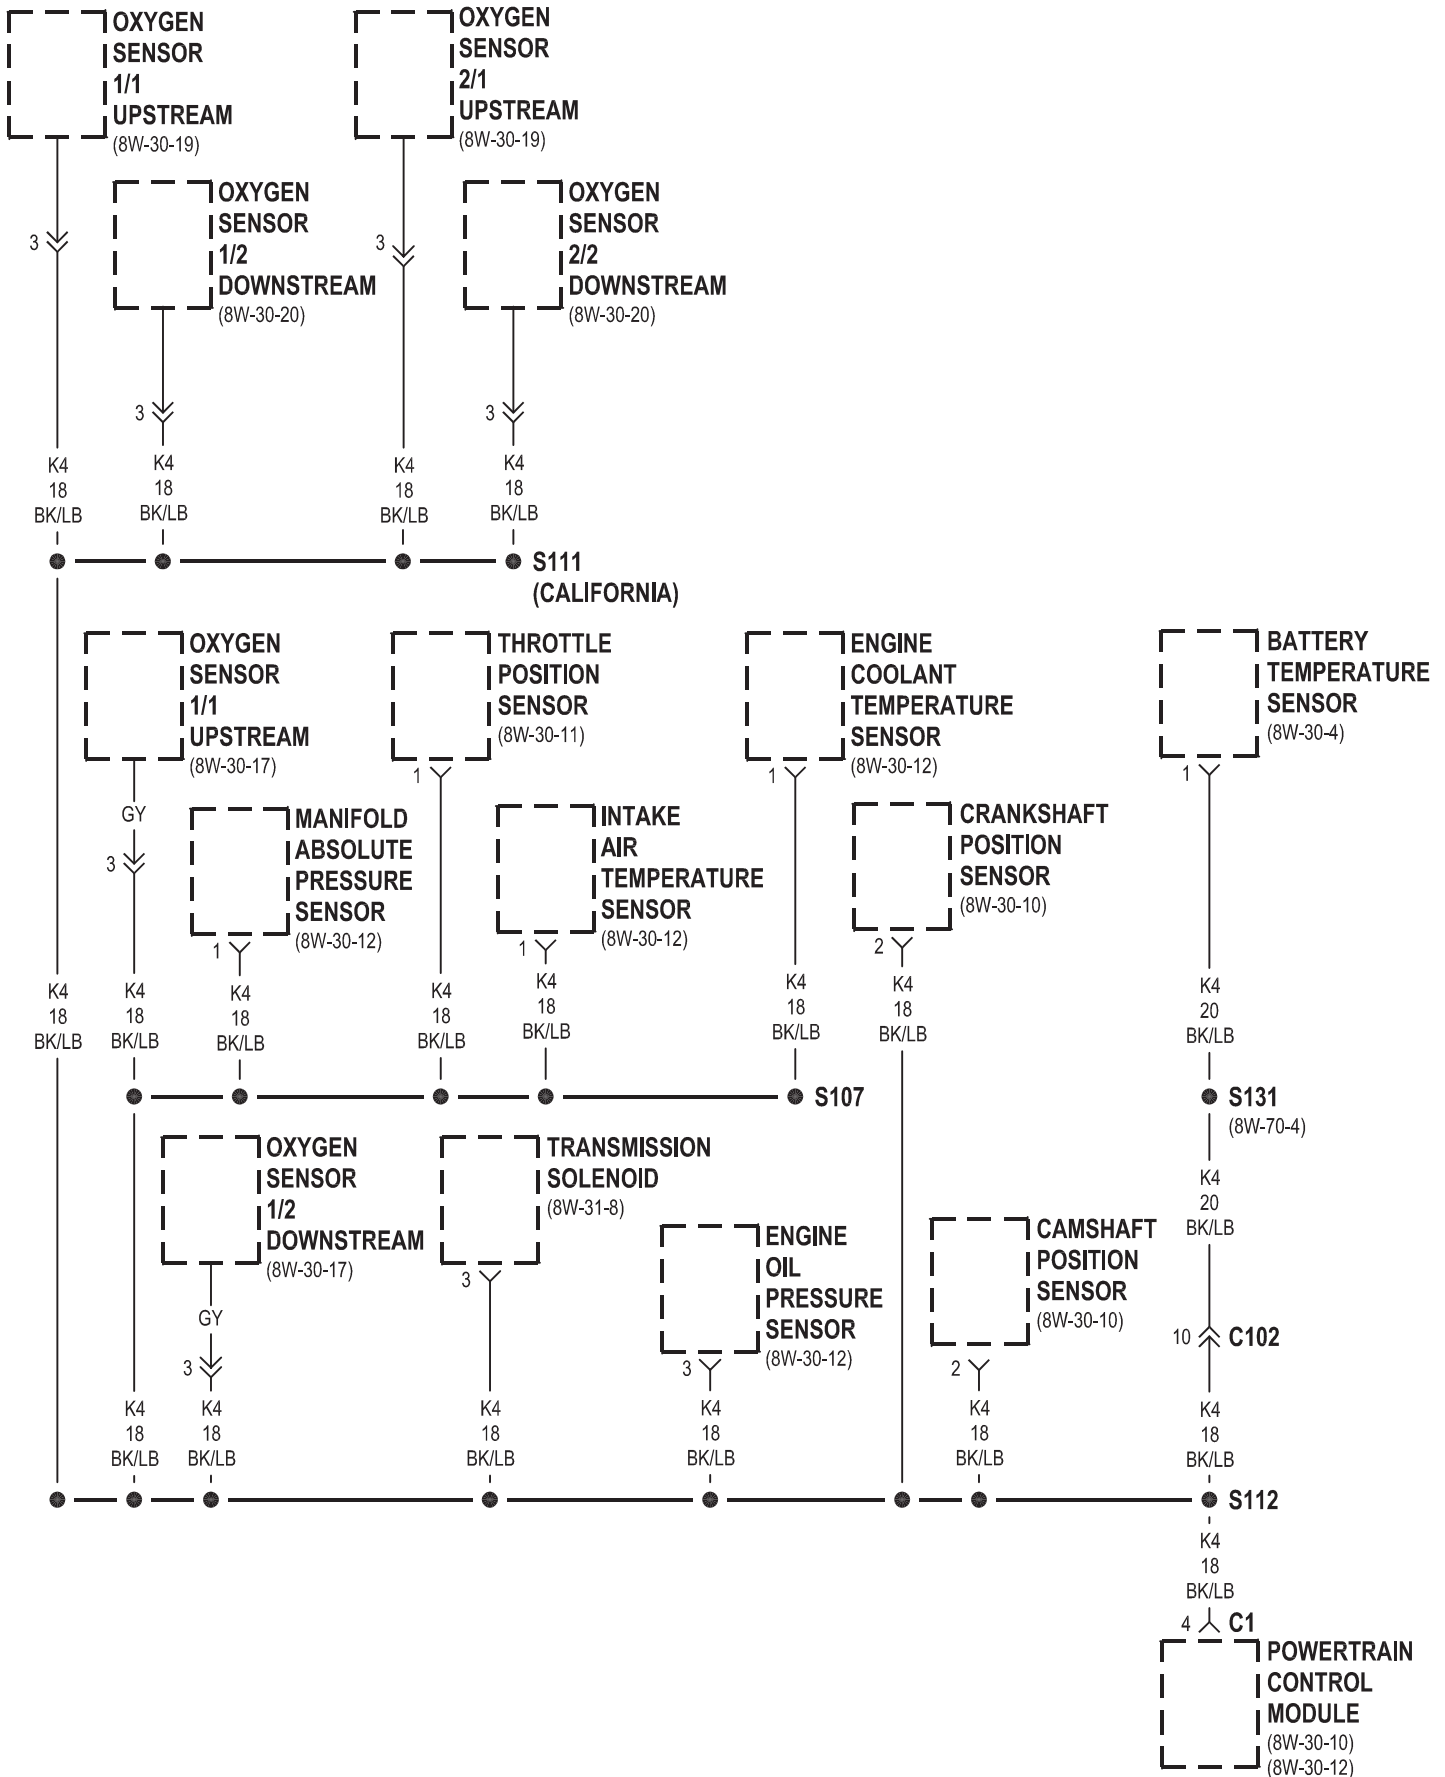 OXYGEN
SENSOR
1/1
UPSTREAM
(8W-30-19)
OXYGEN
SENSOR
2/1
UPSTREAM
(8W-30-19)
OXYGEN
SENSOR
1/2
DOWNSTREAM
(8W-30-20)
OXYGEN
SENSOR
2/2
DOWNSTREAM
(8W-30-20)
3
3
3
3
K4
18
BK/LB
K4
18
BK/LB
K4
18
BK/LB
K4
18
BK/LB
S111
(CALIFORNIA)
OXYGEN
SENSOR
1/1
UPSTREAM
(8W-30-17)
THROTTLE
POSITION
SENSOR
(8W-30-11)
ENGINE
COOLANT
TEMPERATURE
SENSOR
(8W-30-12)
BATTERY
TEMPERATURE
SENSOR
(8W-30-4)
1
1
1
GY
3
MANIFOLD
ABSOLUTE
PRESSURE
SENSOR
(8W-30-12)
INTAKE
AIR
TEMPERATURE
SENSOR
(8W-30-12)
CRANKSHAFT
POSITION
SENSOR
(8W-30-10)
1
1
2
K4
18
BK/LB
K4
18
BK/LB
K4
18
BK/LB
K4
18
BK/LB
K4
18
BK/LB
K4
18
BK/LB
K4
18
BK/LB
K4
20
BK/LB
S107
S131
(8W-70-4)
OXYGEN
SENSOR
1/2
DOWNSTREAM
(8W-30-17)
TRANSMISSION
SOLENOID
(8W-31-8)
K4
20
BK/LB
ENGINE
OIL
PRESSURE
SENSOR
(8W-30-12)
CAMSHAFT
POSITION
SENSOR
(8W-30-10)
3
GY
3
3
2
10
C102
K4
18
BK/LB
K4
18
BK/LB
K4
18
BK/LB
K4
18
BK/LB
K4
18
BK/LB
K4
18
BK/LB
S112
K4
18
BK/LB
4
C1
POWERTRAIN
CONTROL
MODULE
(8W-30-10)
(8W-30-12)